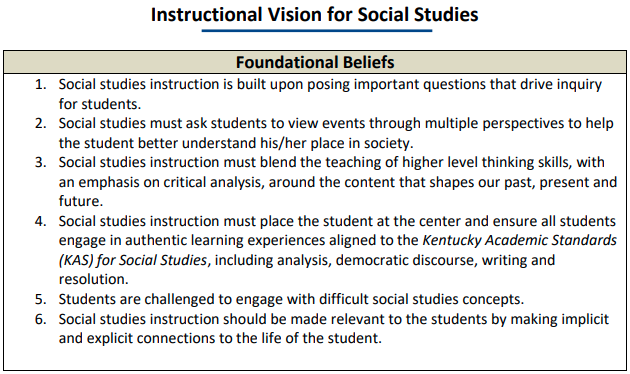 Instructional Vision for Social Studies
Foundational Beliefs
1. Social studies instruction is built upon posing important questions that drive inquiry
for students.
2. Social studies must ask students to view events through multiple perspectives to help
the student better understand his/her place in society.
3. Social studies instruction must blend the teaching of higher level thinking skills, with
an emphasis on critical analysis, around the content that shapes our past, present and
future.
4. Social studies instruction must place the student at the center and ensure all students
engage in authentic learning experiences aligned to the Kentucky Academic Standards
(KAS) for Social Studies, including analysis, democratic discourse, writing and
resolution.
5. Students are challenged to engage with difficult social studies concepts.
6. Social studies instruction should be made relevant to the students by making implicit
and explicit connections to the life of the student.